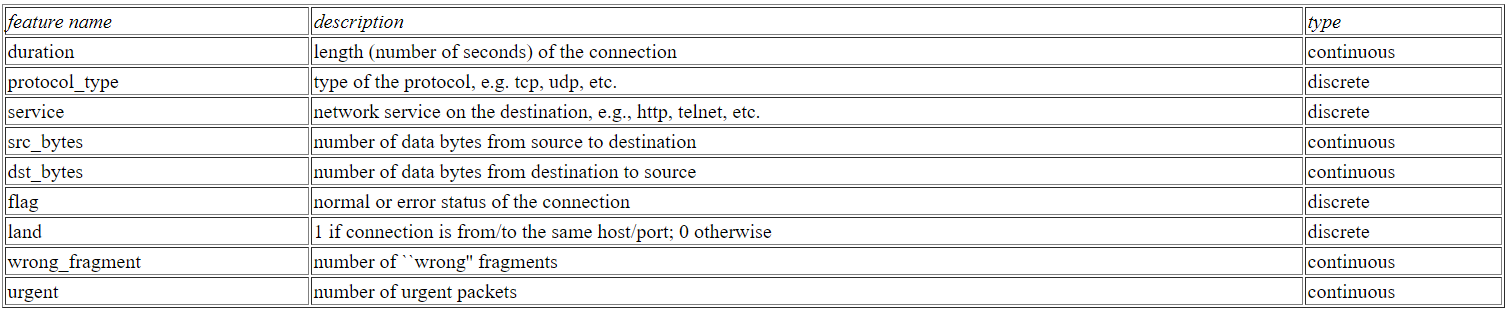 feature name description type
duration length (number of seconds) of the connection continuous
protocol_type type of the protocol, e.g. tcp, udp, etc. discrete
service network service on the destination, e.g., http, telnet, etc. discrete
src_bytes number of data bytes from source to destination continuous
dst_bytes number of data bytes from destination to source continuous
flag normal or error status of the connection discrete
land 1 if connection is from/to the same host/port; 0 otherwise discrete
wrong_fragment number of ``wrong'' fragments continuous
urgent number of urgent packets continuous